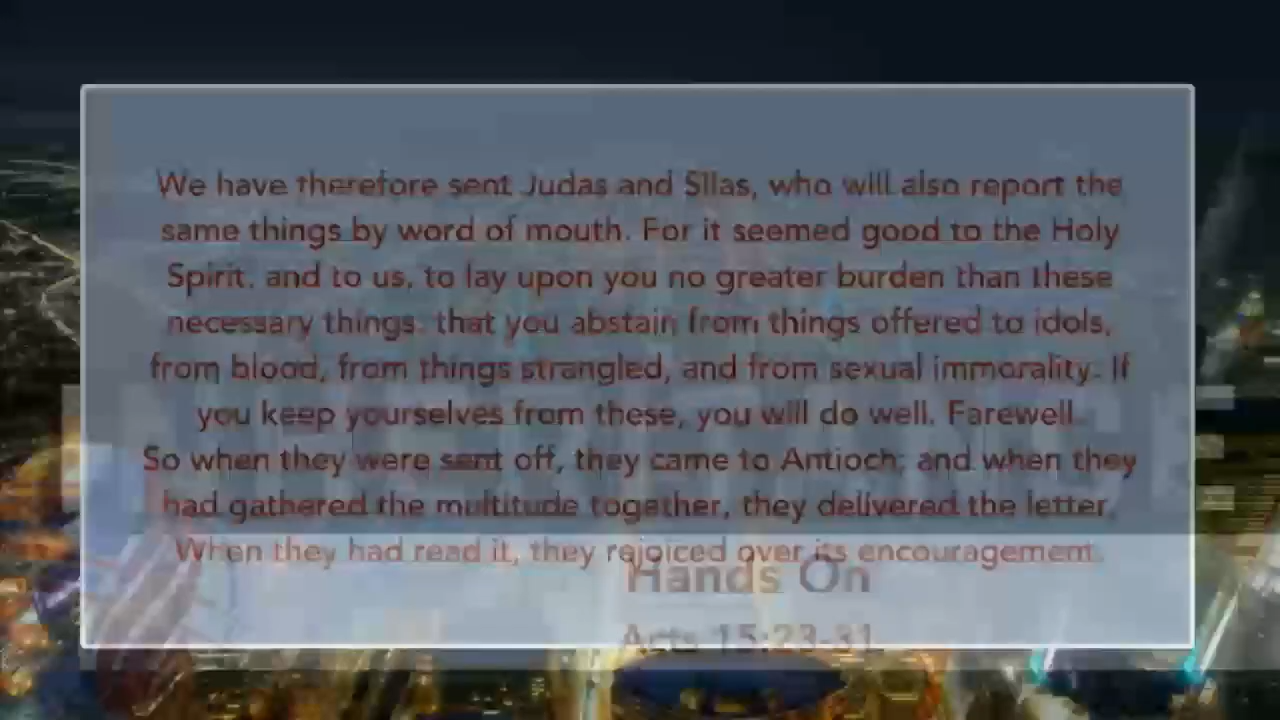 We have therefore sent Judas and Silas, who will also report the
same things by word of mouth. For it seemed good to the Holy
Spirit, and to us, to lay upon you no greater burden than these
necessary things: that you abstain from things offered to idols,
from blood, from things strangled, and from sexual immorality. If
you keep yourselves from these, you will do well. Farewell.
So when they were sent off, they came to Antioch; and when they
had gathered the multitude together, they delivered the letter.
When they had read it, they rejoiced over its encouragement.
Hands On
Acts 15:23-31